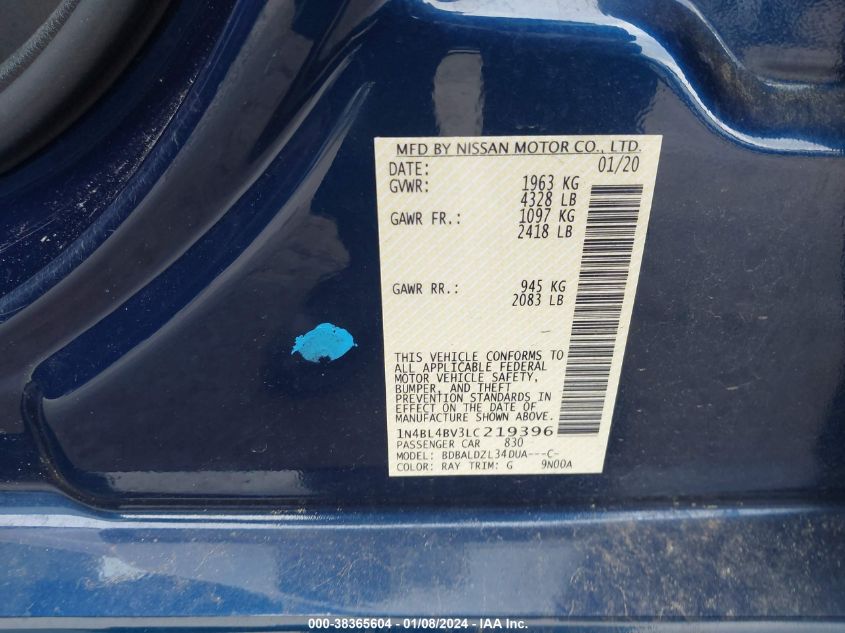 MFD BY NISSAN MOTOR CO., LTD.
DATE: 01/20
GVWR: 1963 KG
4328 LB
GAWR FR.: 1097 KG
2418 LB
GAWR RR.: 945 KG
2083 LB
THIS VEHICLE CONFORMS TO
ALL APPLICABLE FEDERAL
MOTOR VEHICLE SAFETY,
BUMPER, AND THEFT
PREVENTION STANDARDS IN
EFFECT ON THE DATE OF
MANUFACTURE SHOWN ABOVE.
1N4BL4BV3LC219396
PASSENGER CAR 830
MODEL: BDBALDZL34DUA---C-
COLOR: RAY TRIM: G 9N00A
000-38365604 - 01/08/2024 - IAA Inc.